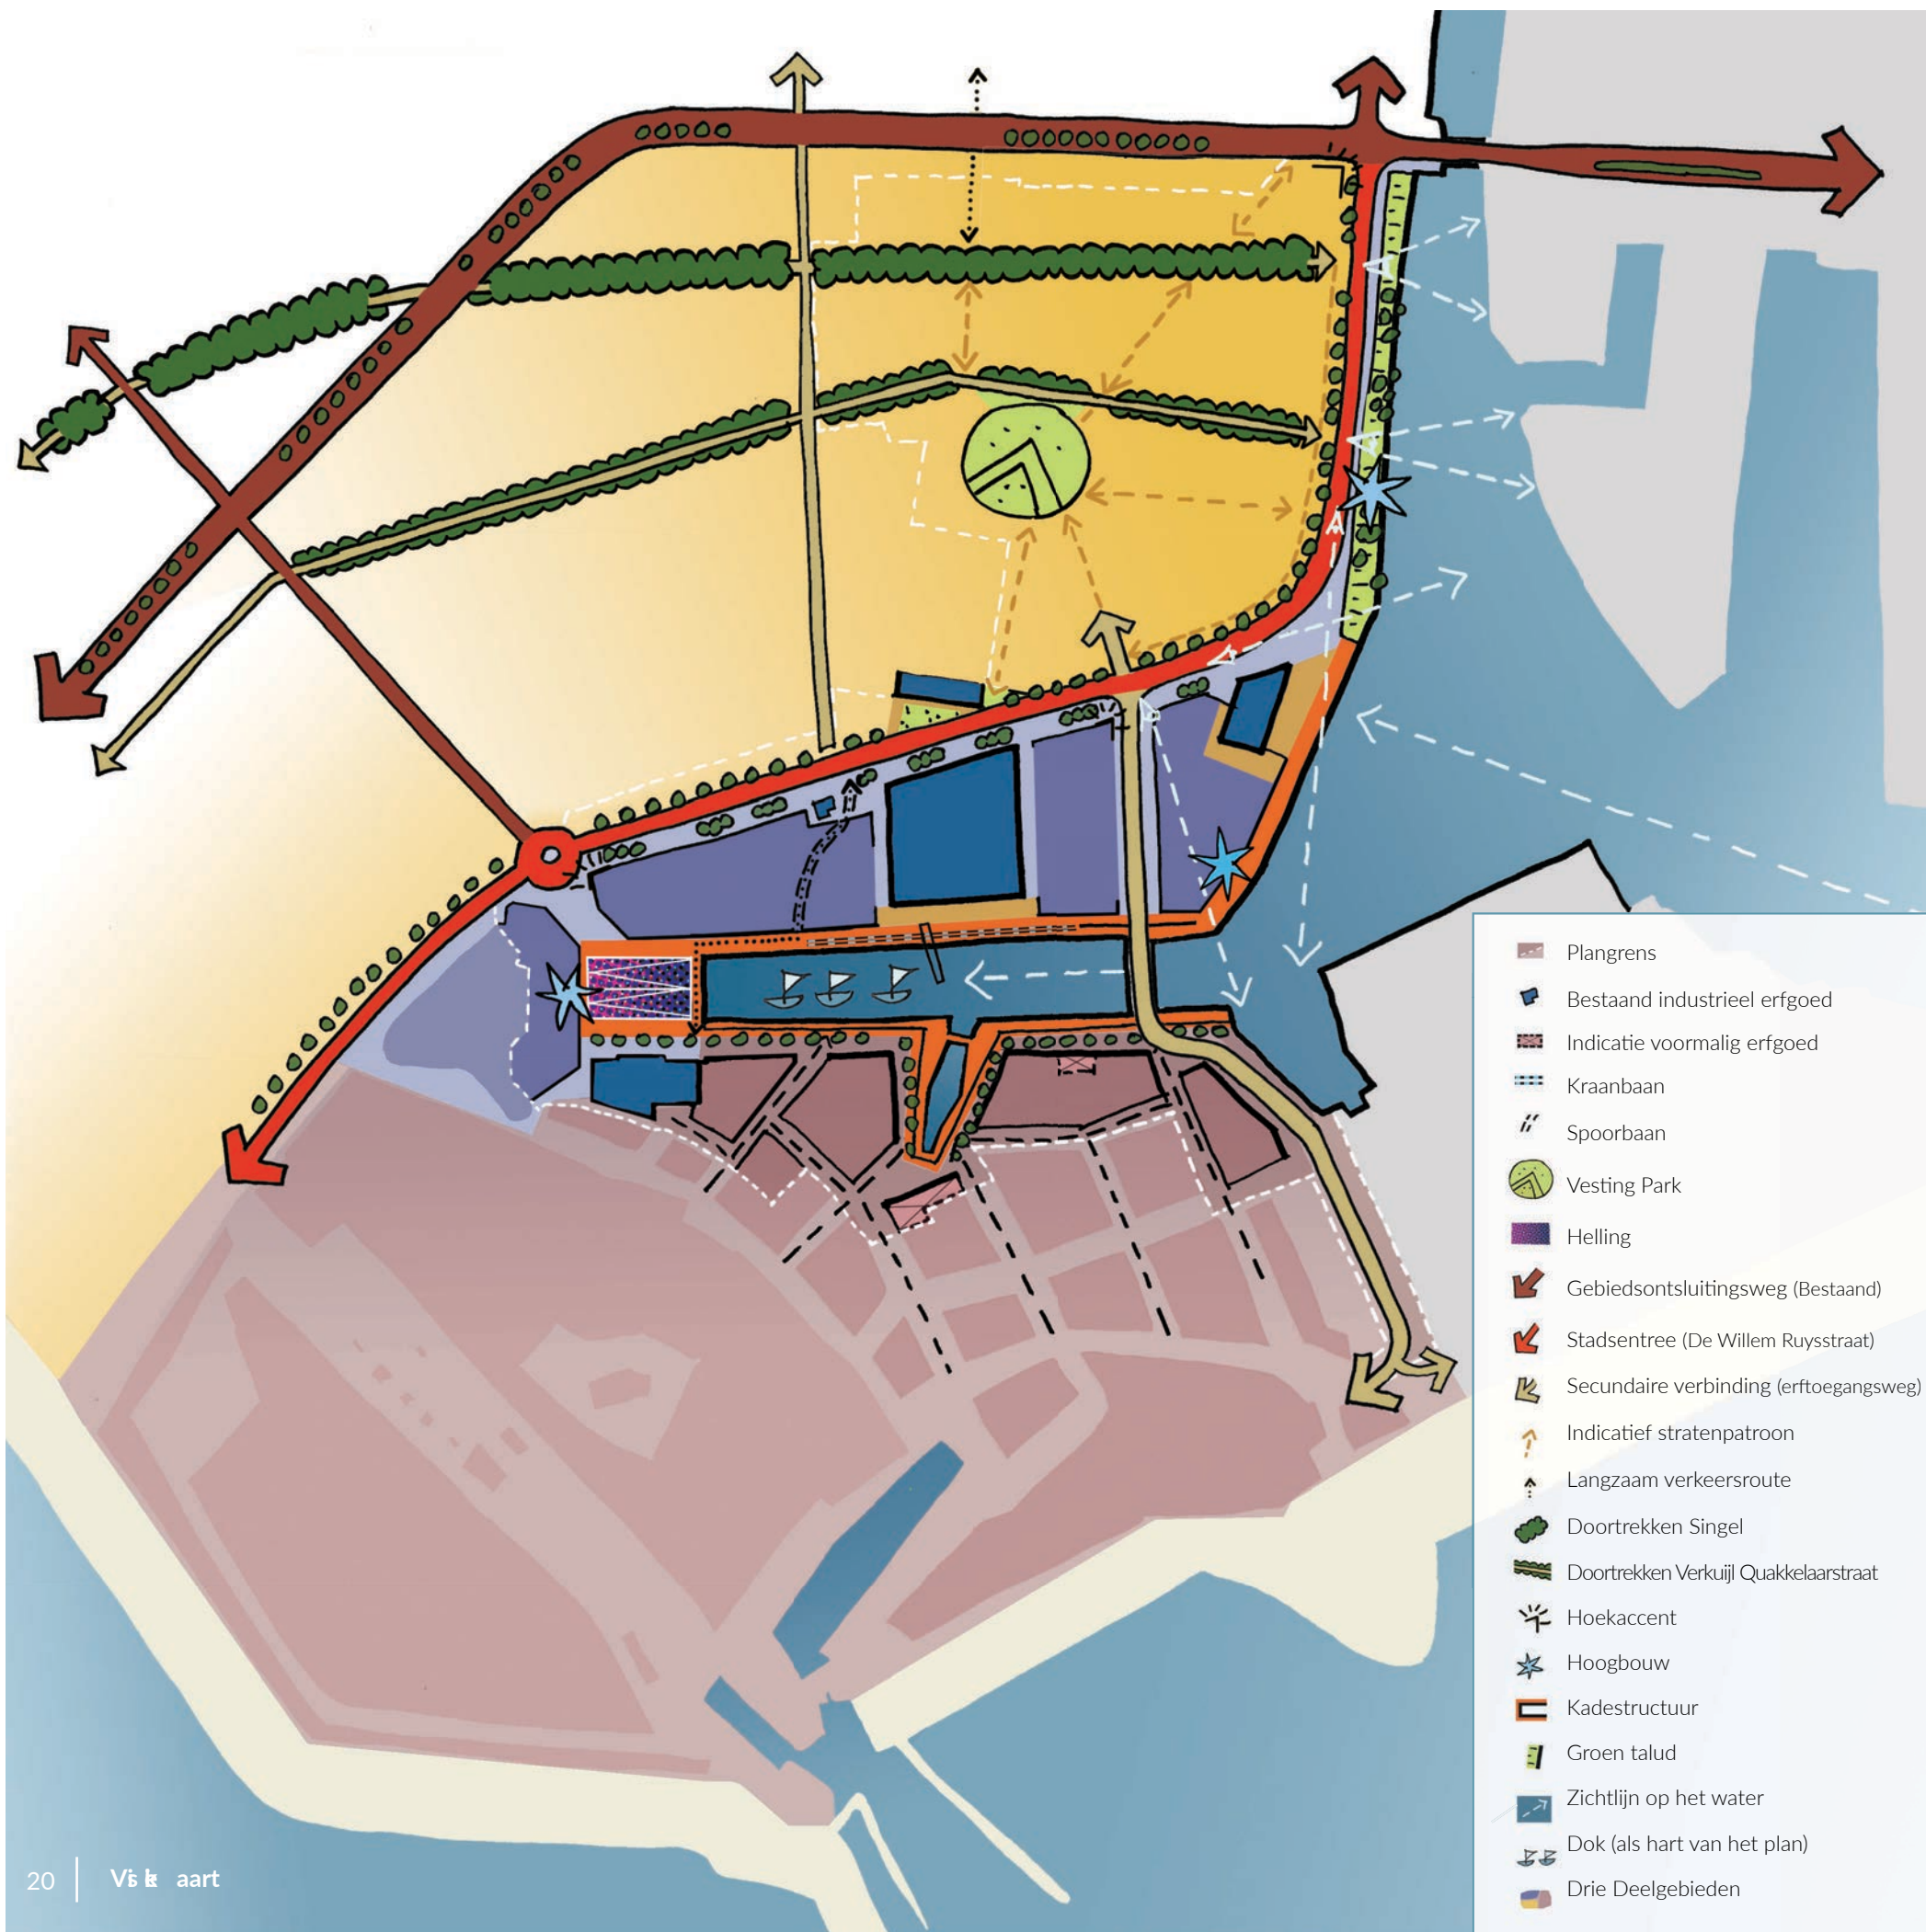 Plangrens
Bestaand industrieel erfgoed
Indicatie voormalig erfgoed
Kraanbaan
Spoorbaan
Vesting Park
Helling
Gebiedsontsluitingsweg (Bestaand)
Stadsentree (De Willem Ruysstraat)
Secundaire verbinding (erftoegangsweg)
Indicatief stratenpatroon
Langzaam verkeersroute
Doortrekken Singel
Doortrekken Verkuijl Quakkelaarstraat
Hoekaccent
Hoogbouw
Kadestructuur
Groen talud
Zichtlijn op het water
Dok (als hart van het plan)
Drie Deelgebieden
20